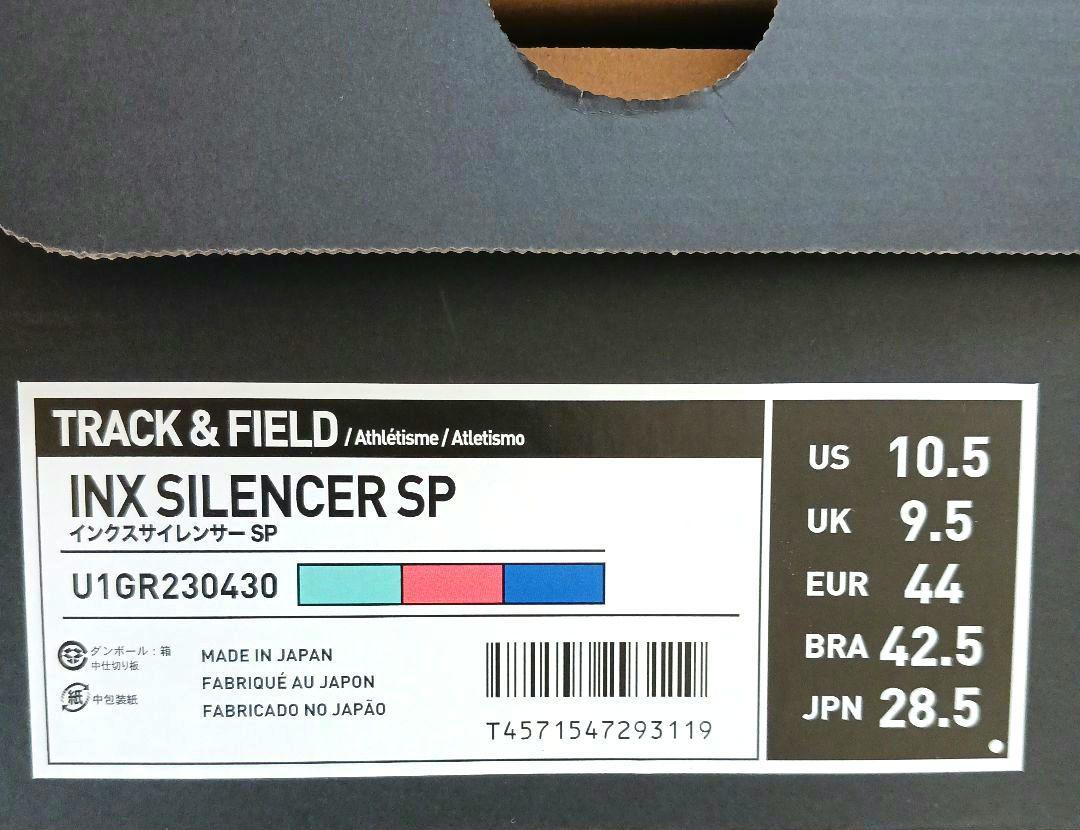 TRACK & FIELD / Athlétisme / Atletismo
INX SILENCER SP
インクスサイレンサー SP
U1GR230430
ダンボール：箱
中仕切り板
紙 中包装紙
MADE IN JAPAN
FABRIQUÉ AU JAPON
FABRICADO NO JAPÃO
T4571547293119
US 10.5
UK 9.5
EUR 44
BRA 42.5
JPN 28.5